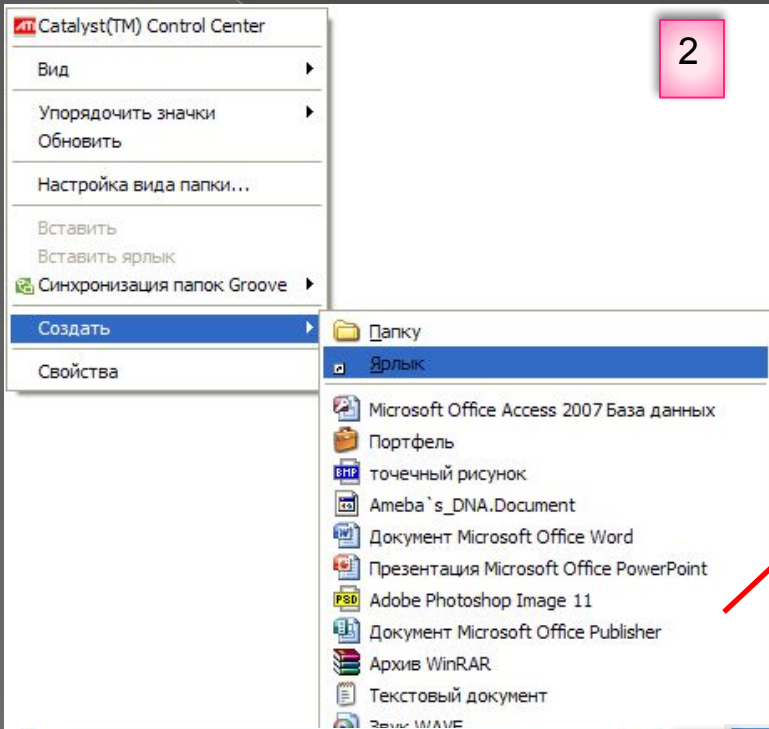 Catalyst(TM) Control Center
2
Вид
Упорядочить значки
Обновить
Настройка вида папки...
Вставить
Вставить ярлык
Синхронизация папок Groove
Создать
Свойства
Папку
Ярлык
Microsoft Office Access 2007 База данных
Портфель
точечный рисунок
Ameba`s_DNA.Document
Документ Microsoft Office Word
Презентация Microsoft Office PowerPoint
Adobe Photoshop Image 11
Документ Microsoft Office Publisher
Архив WinRAR
Текстовый документ
Звук WAVE